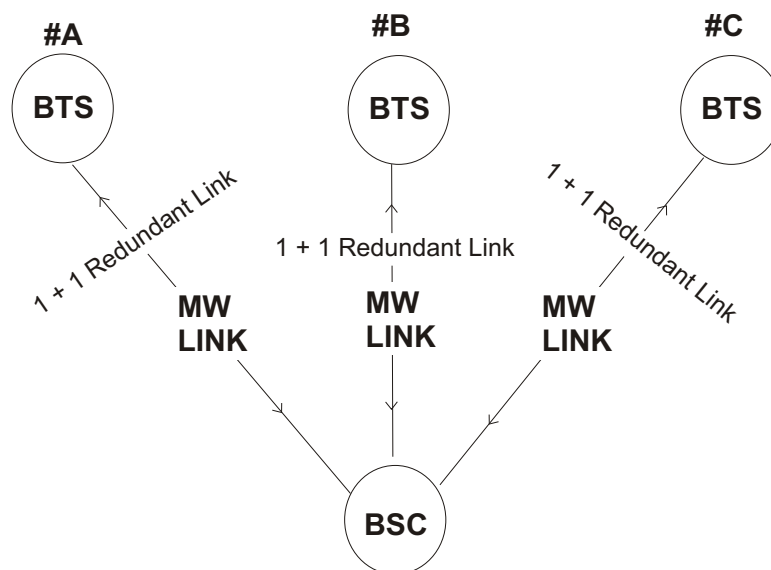 #A
#B
#C
BTS
BTS
BTS
1 + 1 Redundant Link
1 + 1 Redundant Link
1 + 1 Redundant Link
MW
LINK
MW
LINK
MW
LINK
BSC